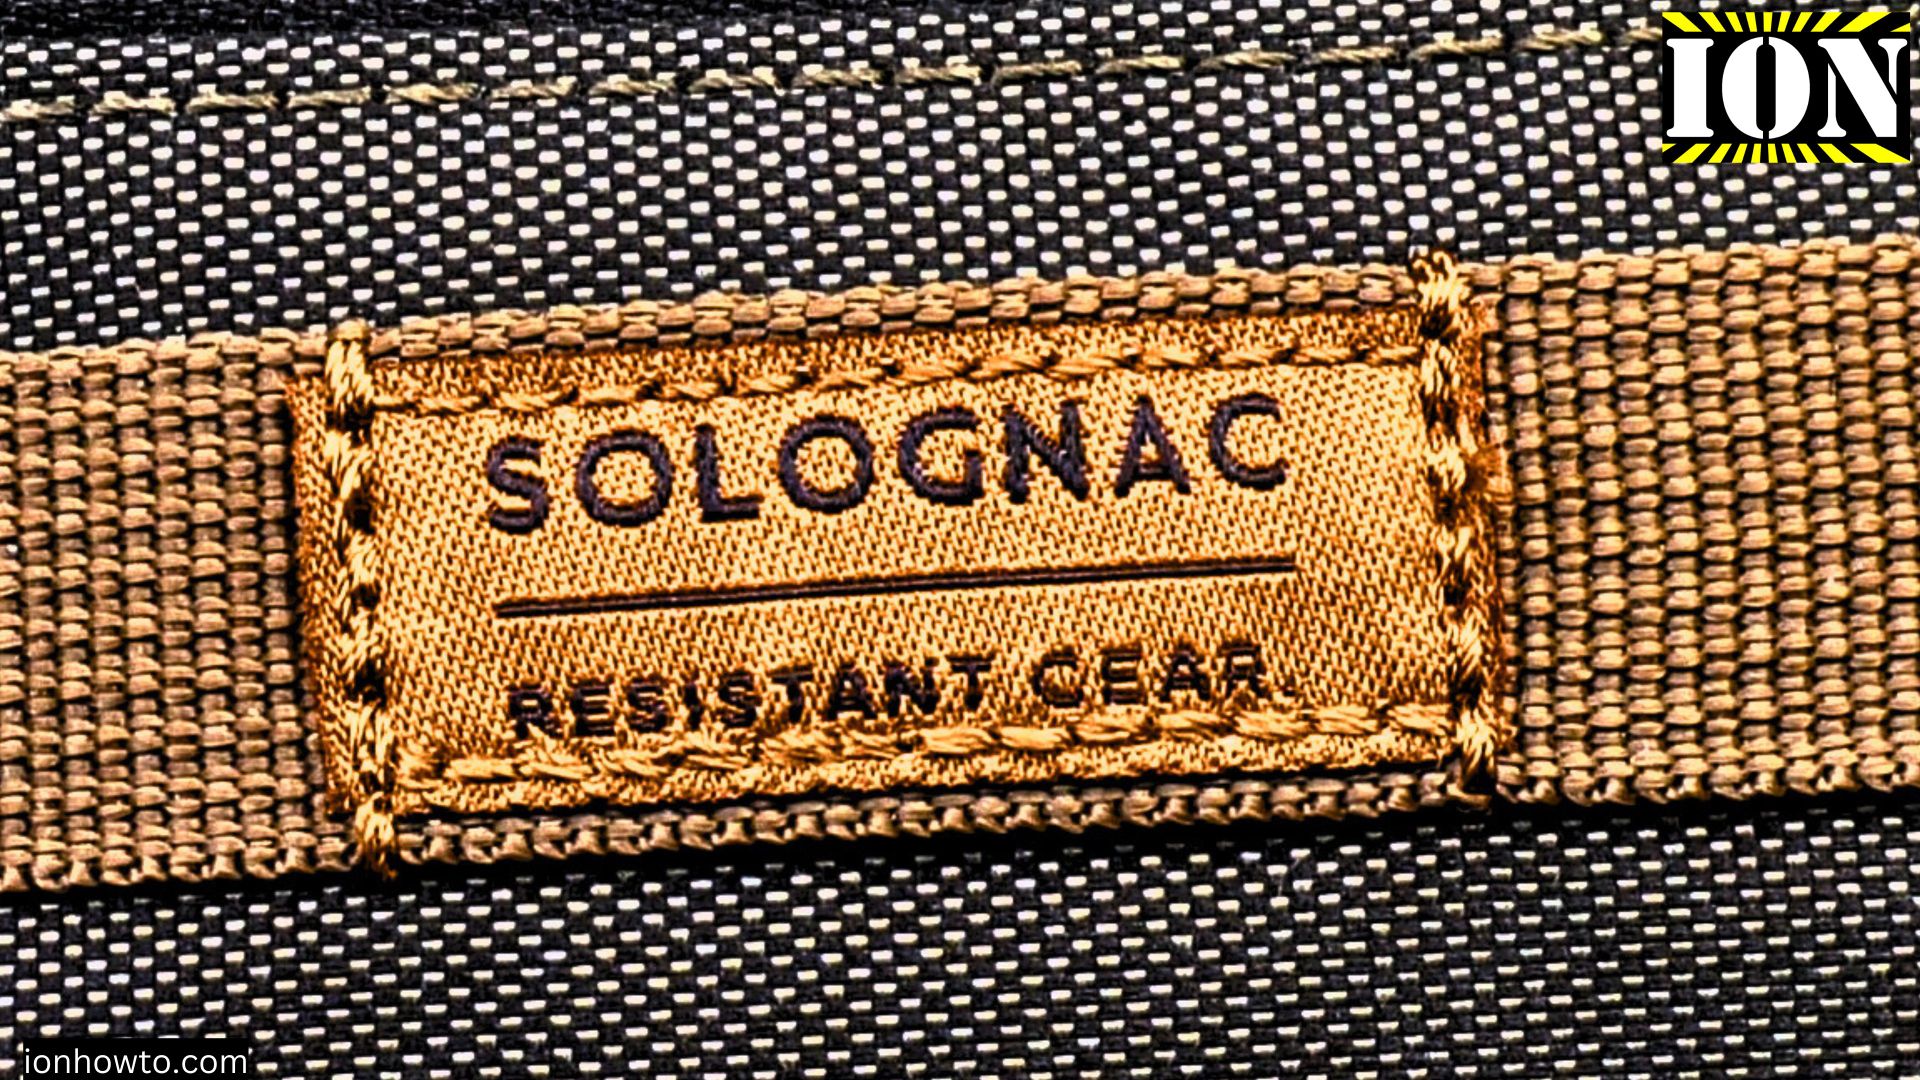 ION
SOLOGNAC
RESISTANT GEAR
ionhowto.com